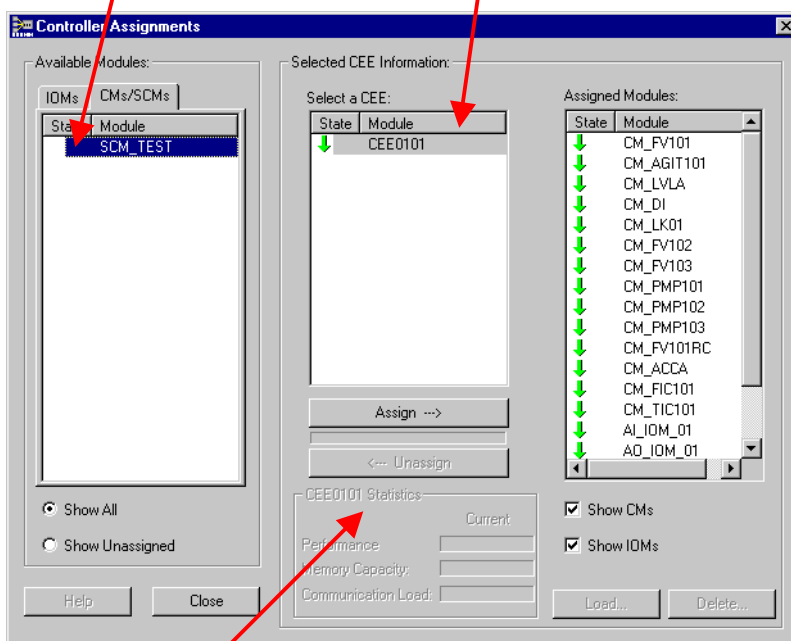 Controller Assignments
Available Modules:
IOMs CMs/SCMs
State Module
SCM_TEST
Show All
Show Unassigned
Help Close
Selected CEE Information:
Select a CEE:
State Module
CEE0101
Assign --->
<--- Unassign
CEE0101 Statistics
Current
Performance
Memory Capacity:
Communication Load:
Assigned Modules:
State Module
CM_FV101
CM_AGIT101
CM_LVLA
CM_DI
CM_LK01
CM_FV102
CM_FV103
CM_PMP101
CM_PMP102
CM_PMP103
CM_FV101RC
CM_ACCA
CM_FIC101
CM_TIC101
AI_IOM_01
AO_IOM_01
Show CMs
Show IOMs
Load... Delete...